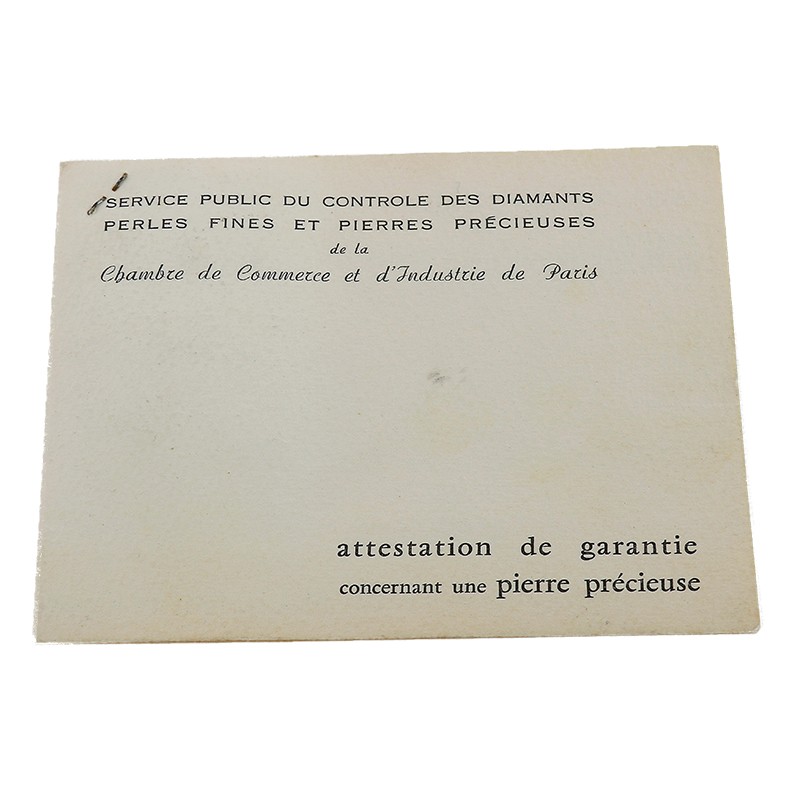 SERVICE PUBLIC DU CONTROLE DES DIAMANTS
PERLES FINES ET PIERRES PRÉCIEUSES
de la
Chambre de Commerce et d'Industrie de Paris
attestation de garantie
concernant une pierre précieuse